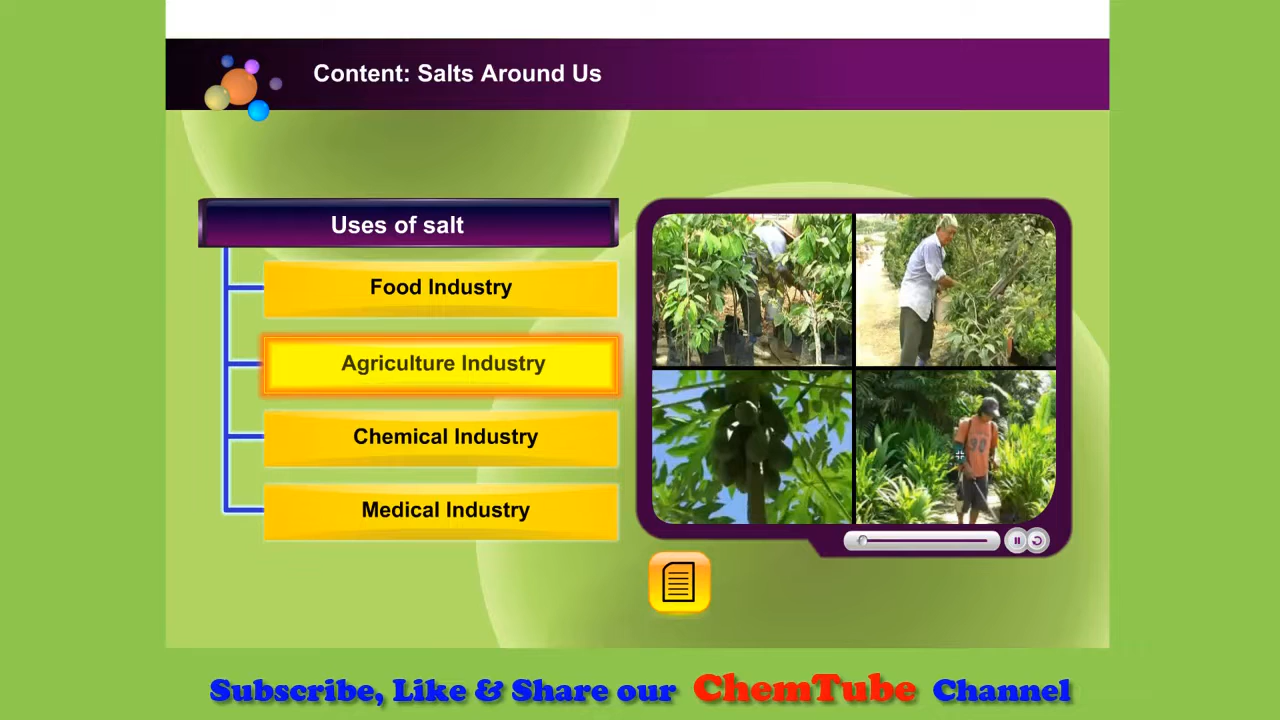 Content: Salts Around Us
Uses of salt
Food Industry
Agriculture Industry
Chemical Industry
Medical Industry
Subscribe, Like & Share our ChemTube Channel